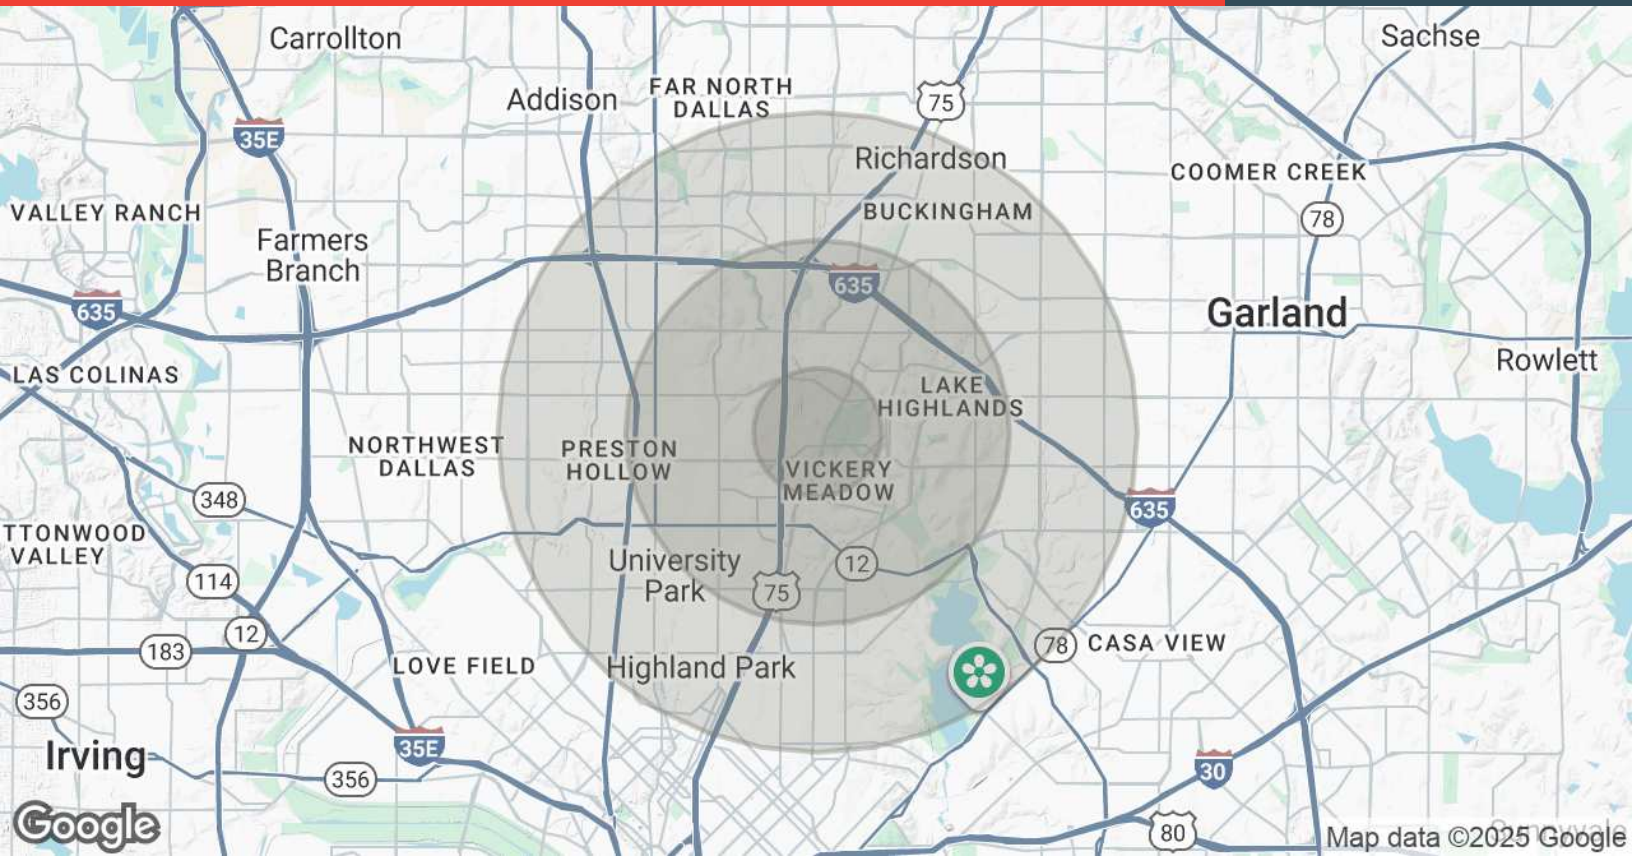 Carrollton
Sachse
Addison
FAR NORTH
DALLAS
75
35E
Richardson
COOMER CREEK
VALLEY RANCH
BUCKINGHAM
78
Farmers
Branch
635
635
Garland
Rowlett
LAS COLINAS
LAKE
HIGHLANDS
NORTHWEST
DALLAS
PRESTON
HOLLOW
VICKERY
MEADOW
348
635
TTONWOOD
VALLEY
University
Park
12
114
75
12
183
78
CASA VIEW
LOVE FIELD
Highland Park
356
35E
Irving
356
30
Google
80
Map data ©2025 Google